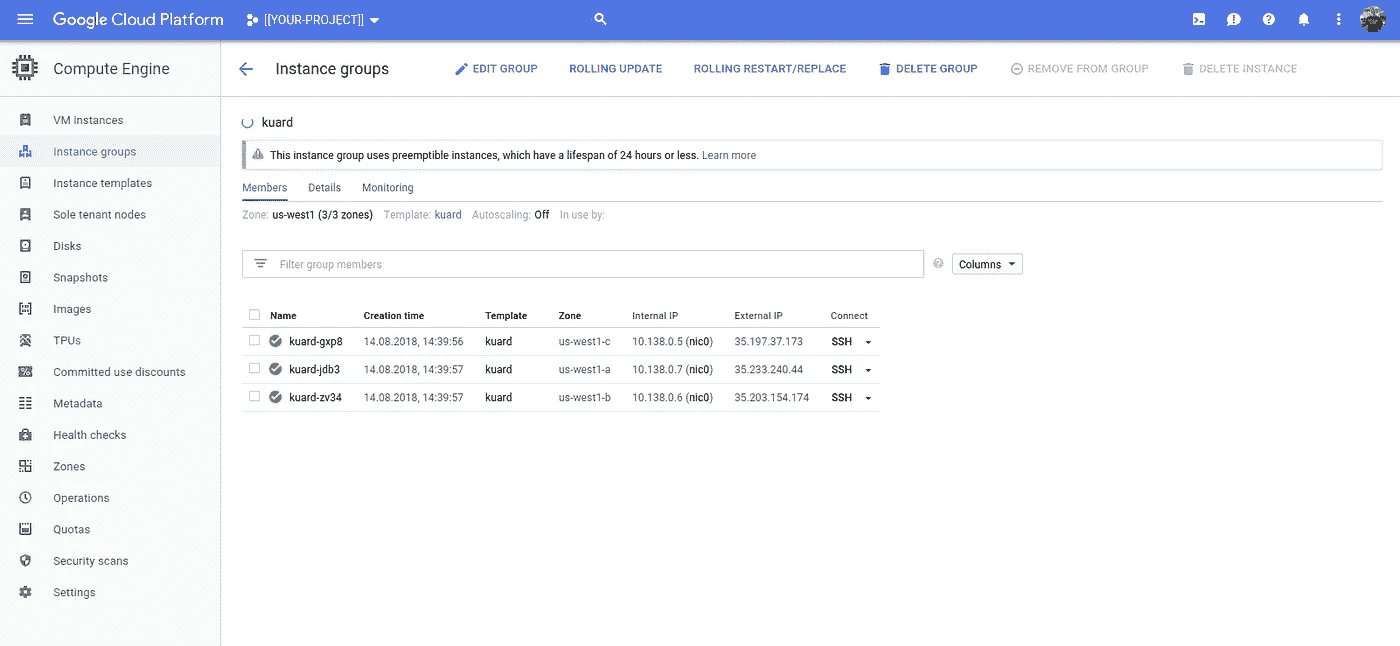 Google Cloud Platform [[YOUR-PROJECT]]
Compute Engine
VM instances
Instance groups
Instance templates
Sole tenant nodes
Disks
Snapshots
Images
TPUs
Committed use discounts
Metadata
Health checks
Zones
Operations
Quotas
Security scans
Settings
Instance groups EDIT GROUP ROLLING UPDATE ROLLING RESTART/REPLACE DELETE GROUP REMOVE FROM GROUP DELETE INSTANCE
kuard
This instance group uses preemptible instances, which have a lifespan of 24 hours or less. Learn more
Members Details Monitoring
Zone: us-west1 (3/3 zones) Template: kuard Autoscaling: Off In use by:
Filter group members Columns
Name Creation time Template Zone Internal IP External IP Connect
kuard-gxp8 14.08.2018, 14:39:56 kuard us-west1-c 10.138.0.5 (nic0) 35.197.37.173 SSH
kuard-jdb3 14.08.2018, 14:39:57 kuard us-west1-a 10.138.0.7 (nic0) 35.233.240.44 SSH
kuard-zv34 14.08.2018, 14:39:57 kuard us-west1-b 10.138.0.6 (nic0) 35.203.154.174 SSH